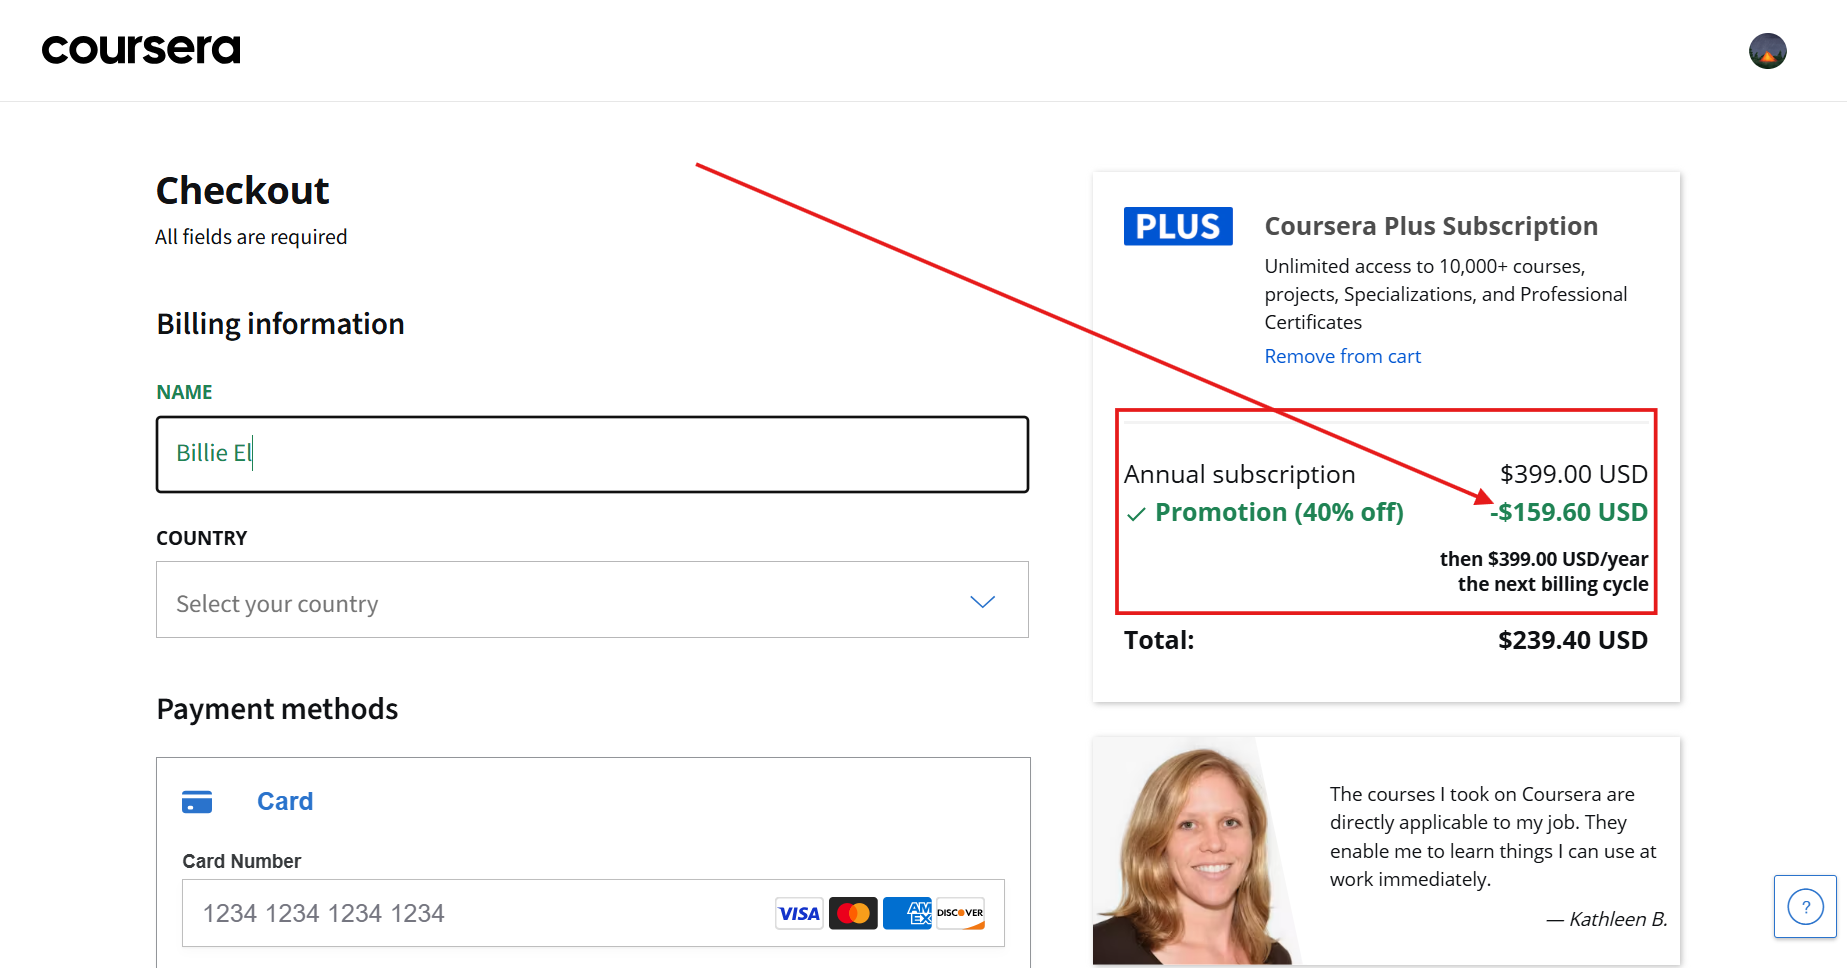 coursera
Checkout
All fields are required
Billing information
NAME
Billie El
COUNTRY
Select your country
Payment methods
Card
Card Number
1234 1234 1234 1234
VISA
AM
EX
DISCOVER
PLUS
Coursera Plus Subscription
Unlimited access to 10,000+ courses,
projects, Specializations, and Professional
Certificates
Remove from cart
Annual subscription $399.00 USD
Promotion (40% off) -$159.60 USD
then $399.00 USD/year
the next billing cycle
Total: $239.40 USD
The courses I took on Coursera are
directly applicable to my job. They
enable me to learn things I can use at
work immediately.
— Kathleen B.
?